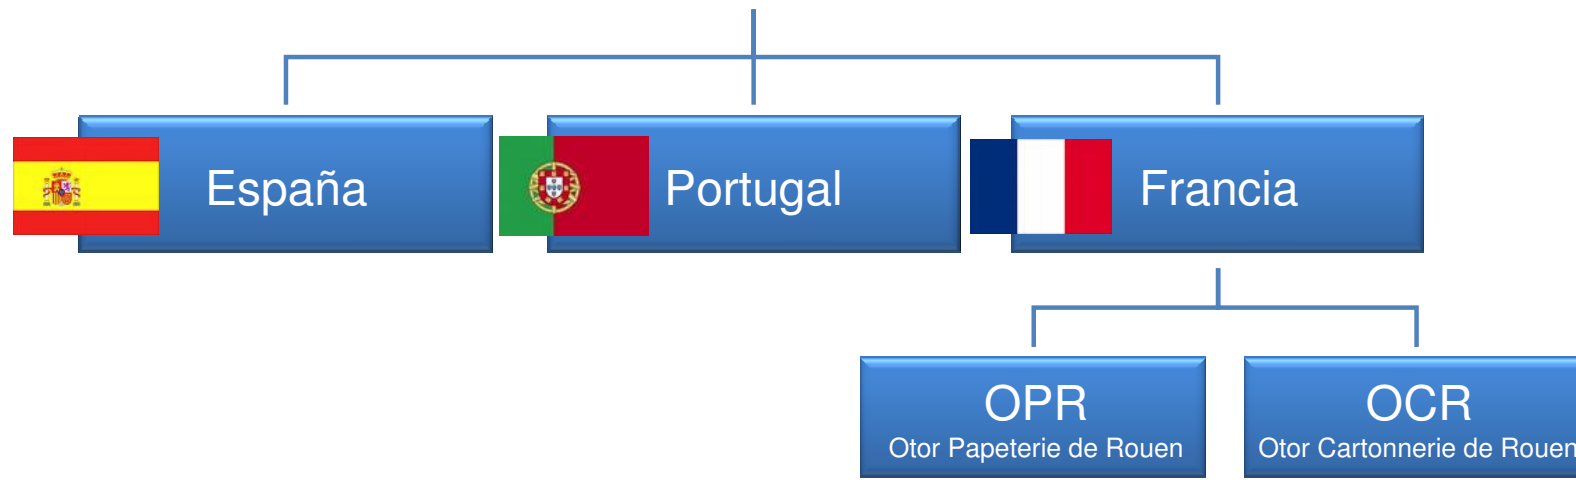 España
Portugal
Francia
OPR
Otor Papeterie de Rouen
OCR
Otor Cartonnerie de Rouen